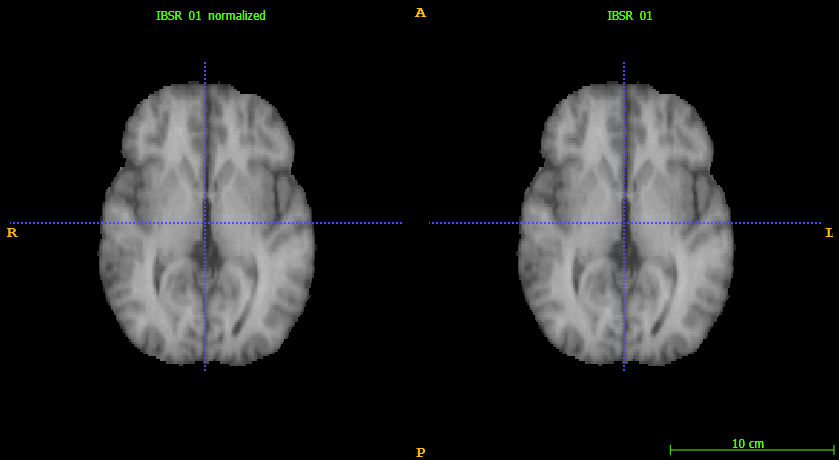 IBSR 01 normalized
A
IBSR 01
R
L
P
10 cm